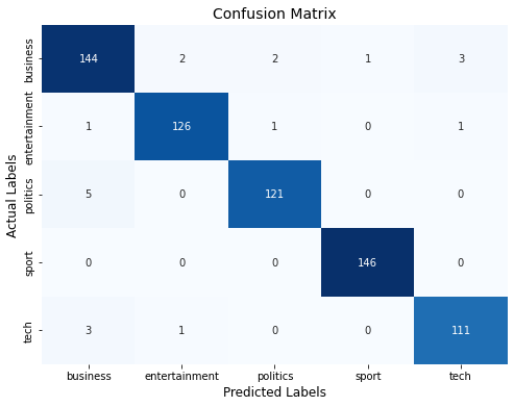 Confusion Matrix
Actual Labels
business
144 2 2 1 3
entertainment
1 126 1 0 1
politics
5 0 121 0 0
sport
0 0 0 146 0
tech
3 1 0 0 111
business entertainment politics sport tech
Predicted Labels